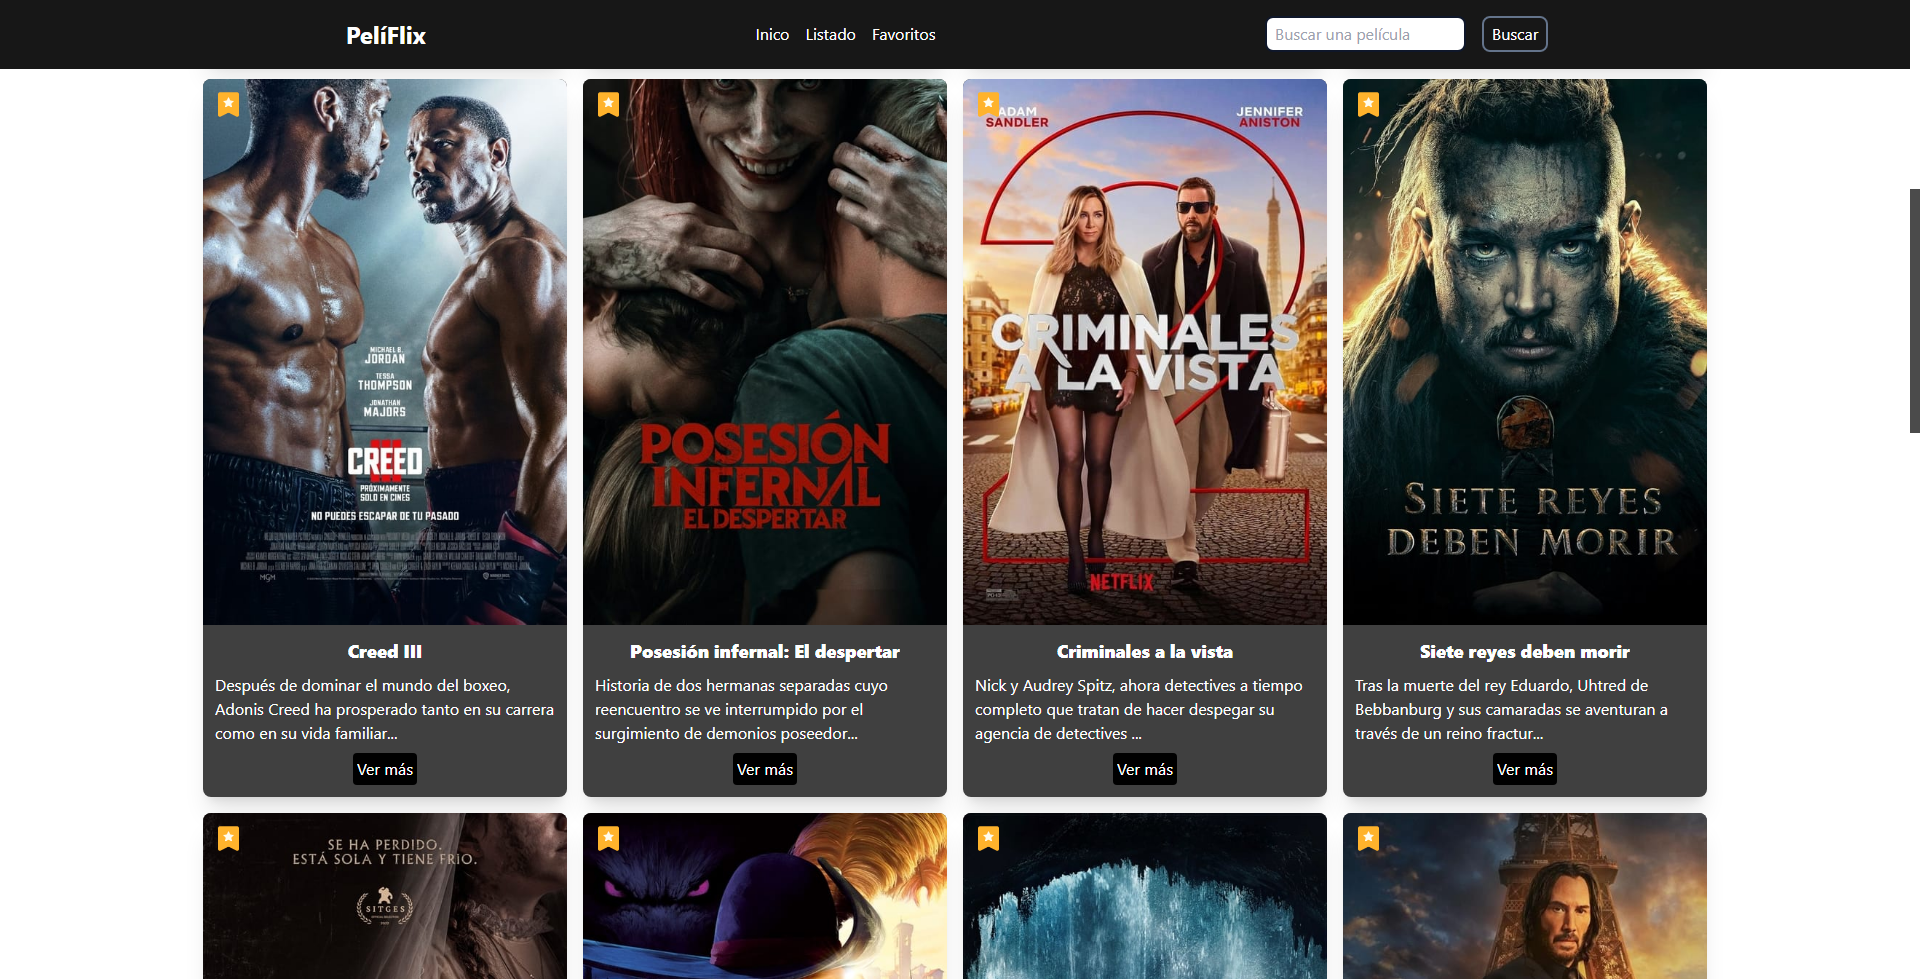 PelíFlix
Inico
Listado
Favoritos
Buscar una película
Buscar
MICHAEL B.
JORDAN
TESSA
THOMPSON
JONATHAN
MAJORS
CREED
III
PRÓXIMAMENTE
SOLO EN CINES
NO PUEDES ESCAPAR DE TU PASADO
MGM
Creed III
Después de dominar el mundo del boxeo,
Adonis Creed ha prosperado tanto en su carrera
como en su vida familiar...
Ver más
POSESIÓN
INFERNAL
EL DESPERTAR
Posesión infernal: El despertar
Historia de dos hermanas separadas cuyo
reencuentro se ve interrumpido por el
surgimiento de demonios poseedor...
Ver más
ADAM
SANDLER
JENNIFER
ANISTON
2
CRIMINALES
A LA VISTA
NETFLIX
Criminales a la vista
Nick y Audrey Spitz, ahora detectives a tiempo
completo que tratan de hacer despegar su
agencia de detectives ...
Ver más
SIETE REYES
DEBEN MORIR
Siete reyes deben morir
Tras la muerte del rey Eduardo, Uhtred de
Bebbanburg y sus camaradas se aventuran a
través de un reino fractur...
Ver más
SE HA PERDIDO.
ESTÁ SOLA Y TIENE FRÍO.
SITGES